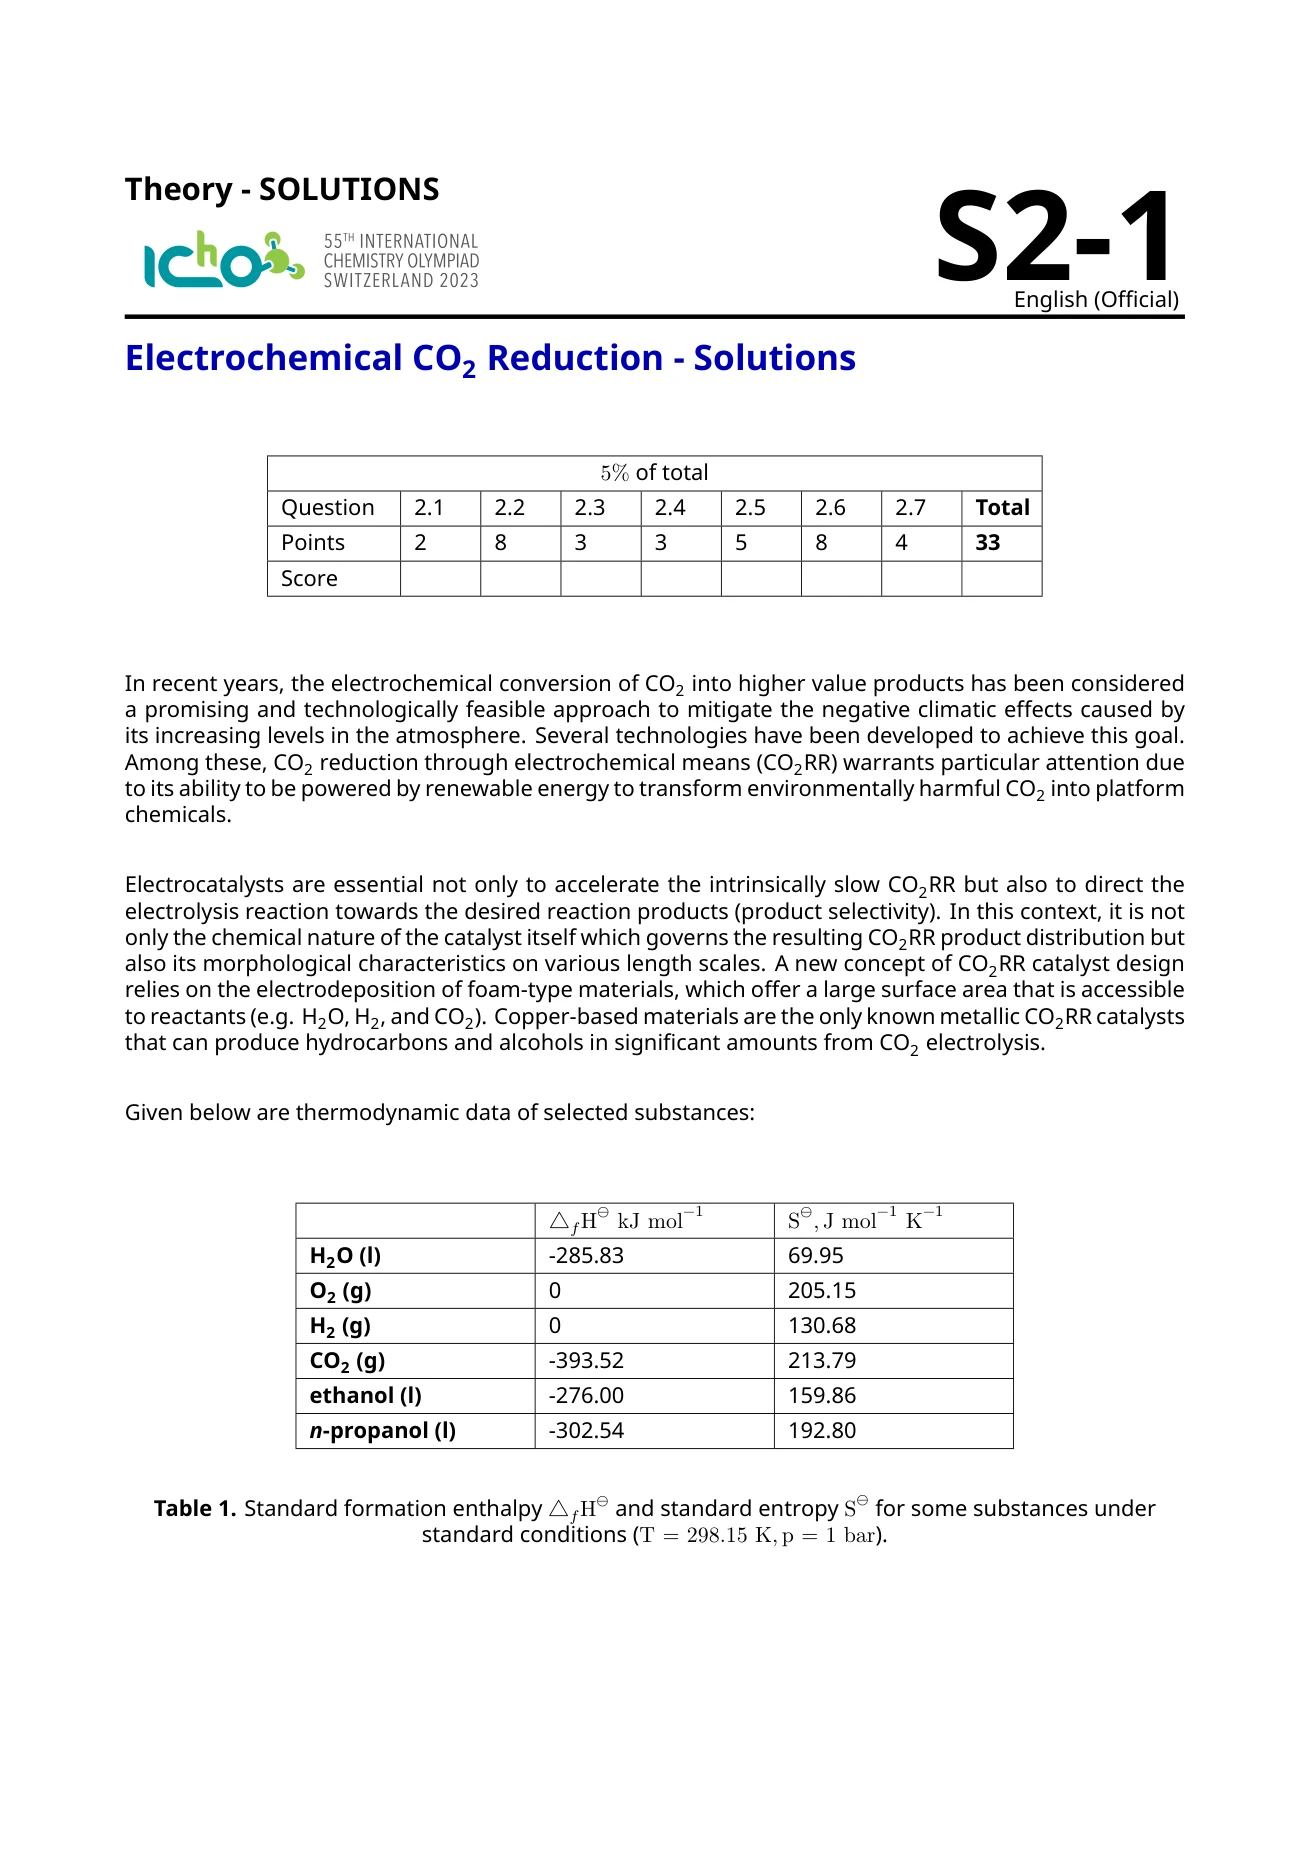 Theory - SOLUTIONS
S2-1
IChO
55TH INTERNATIONAL
CHEMISTRY OLYMPIAD
SWITZERLAND 2023
English (Official)
Electrochemical CO2 Reduction - Solutions
5% of total
Question 2.1 2.2 2.3 2.4 2.5 2.6 2.7 Total
Points 2 8 3 3 5 8 4 33
Score
In recent years, the electrochemical conversion of CO2 into higher value products has been considered
a promising and technologically feasible approach to mitigate the negative climatic effects caused by
its increasing levels in the atmosphere. Several technologies have been developed to achieve this goal.
Among these, CO2 reduction through electrochemical means (CO2RR) warrants particular attention due
to its ability to be powered by renewable energy to transform environmentally harmful CO2 into platform
chemicals.
Electrocatalysts are essential not only to accelerate the intrinsically slow CO2RR but also to direct the
electrolysis reaction towards the desired reaction products (product selectivity). In this context, it is not
only the chemical nature of the catalyst itself which governs the resulting CO2RR product distribution but
also its morphological characteristics on various length scales. A new concept of CO2RR catalyst design
relies on the electrodeposition of foam-type materials, which offer a large surface area that is accessible
to reactants (e.g. H2O, H2, and CO2). Copper-based materials are the only known metallic CO2RR catalysts
that can produce hydrocarbons and alcohols in significant amounts from CO2 electrolysis.
Given below are thermodynamic data of selected substances:
△fH⊖ kJ mol−1 S⊖, J mol−1 K−1
H2O (l) -285.83 69.95
O2 (g) 0 205.15
H2 (g) 0 130.68
CO2 (g) -393.52 213.79
ethanol (l) -276.00 159.86
n-propanol (l) -302.54 192.80
Table 1. Standard formation enthalpy △fH⊖ and standard entropy S⊖ for some substances under
standard conditions (T = 298.15 K, p = 1 bar).